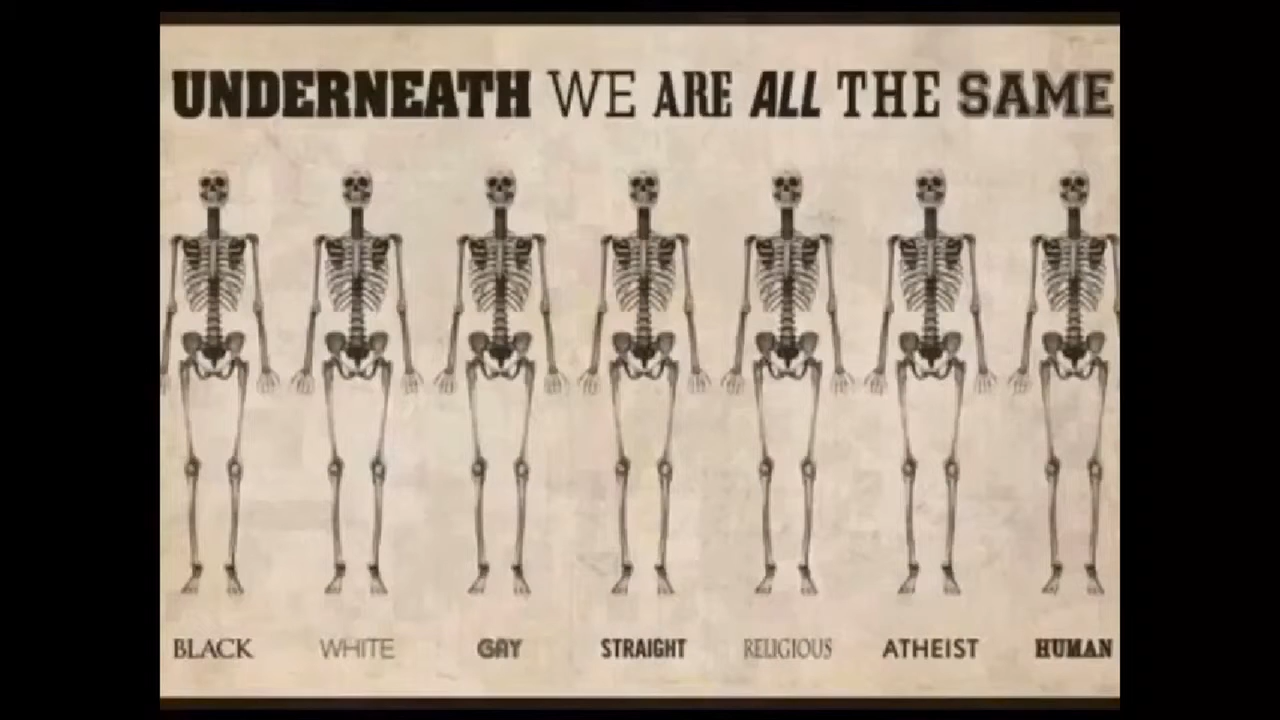 UNDERNEATH WE ARE ALL THE SAME
BLACK WHITE GAY STRAIGHT RELIGIOUS ATHEIST HUMAN